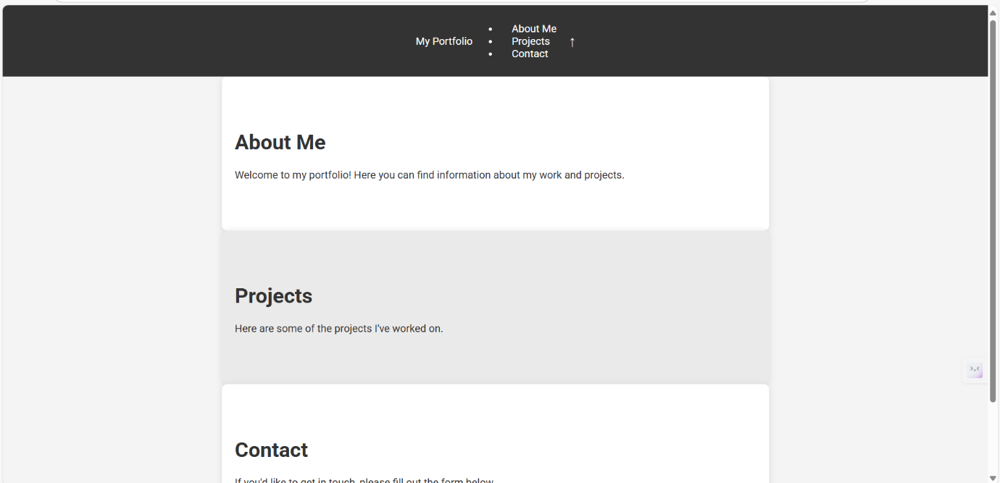 My Portfolio
• About Me
• Projects
• Contact
↑
About Me
Welcome to my portfolio! Here you can find information about my work and projects.
Projects
Here are some of the projects I've worked on.
Contact
If you'd like to get in touch, please fill out the form below.